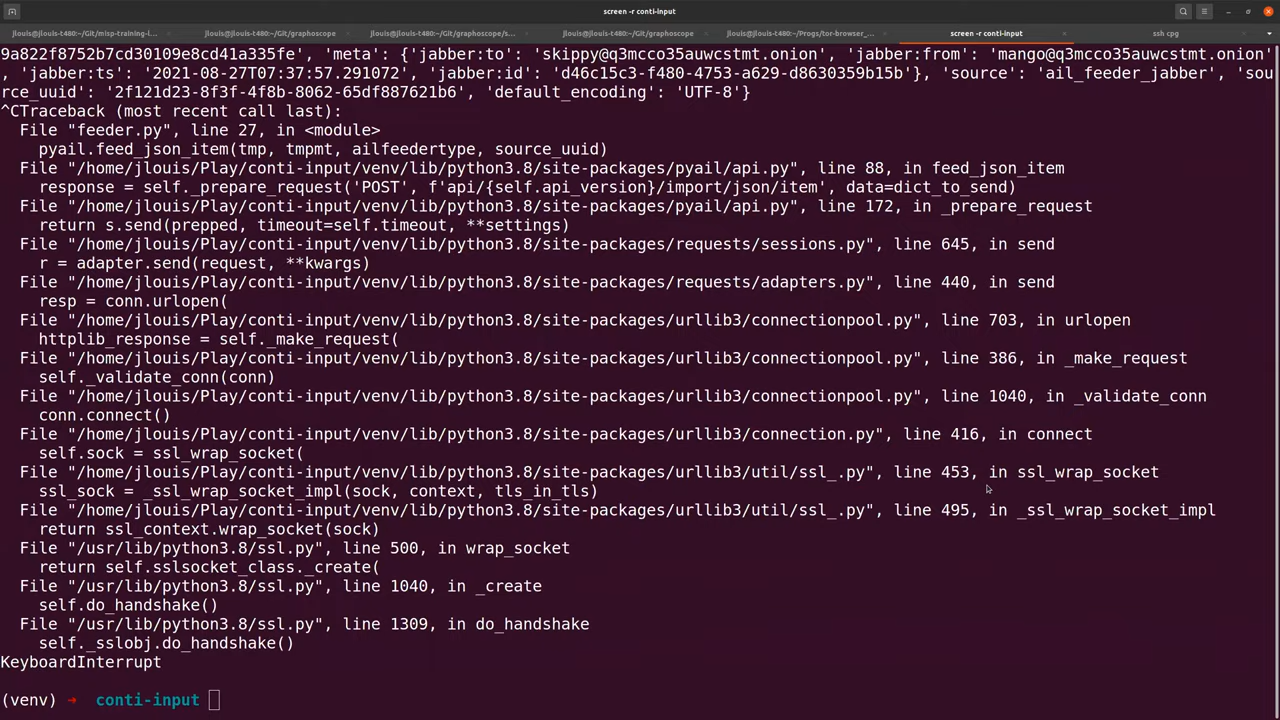 screen -r conti-input
jlouis@jlouis-t480:~/Git/misp-training-l... jlouis@jlouis-t480:~/Git/graphoscope jlouis@jlouis-t480:~/Git/graphoscope/s... jlouis@jlouis-t480:~/Git/graphoscope jlouis@jlouis-t480:~/Progs/tor-browser_... screen -r conti-input ssh cpg
9a822f8752b7cd30109e8cd41a335fe', 'meta': {'jabber:to': 'skippy@q3mcco35auwcstmt.onion', 'jabber:from': 'mango@q3mcco35auwcstmt.onion'
, 'jabber:ts': '2021-08-27T07:37:57.291072', 'jabber:id': 'd46c15c3-f480-4753-a629-d8630359b15b'}, 'source': 'ail_feeder_jabber', 'sou
rce_uuid': '2f121d23-8f3f-4f8b-8062-65df887621b6', 'default_encoding': 'UTF-8'}
^CTraceback (most recent call last):
File "feeder.py", line 27, in <module>
pyail.feed_json_item(tmp, tmpmt, ailfeedertype, source_uuid)
File "/home/jlouis/Play/conti-input/venv/lib/python3.8/site-packages/pyail/api.py", line 88, in feed_json_item
response = self._prepare_request('POST', f'api/{self.api_version}/import/json/item', data=dict_to_send)
File "/home/jlouis/Play/conti-input/venv/lib/python3.8/site-packages/pyail/api.py", line 172, in _prepare_request
return s.send(prepped, timeout=self.timeout, **settings)
File "/home/jlouis/Play/conti-input/venv/lib/python3.8/site-packages/requests/sessions.py", line 645, in send
r = adapter.send(request, **kwargs)
File "/home/jlouis/Play/conti-input/venv/lib/python3.8/site-packages/requests/adapters.py", line 440, in send
resp = conn.urlopen(
File "/home/jlouis/Play/conti-input/venv/lib/python3.8/site-packages/urllib3/connectionpool.py", line 703, in urlopen
httplib_response = self._make_request(
File "/home/jlouis/Play/conti-input/venv/lib/python3.8/site-packages/urllib3/connectionpool.py", line 386, in _make_request
self._validate_conn(conn)
File "/home/jlouis/Play/conti-input/venv/lib/python3.8/site-packages/urllib3/connectionpool.py", line 1040, in _validate_conn
conn.connect()
File "/home/jlouis/Play/conti-input/venv/lib/python3.8/site-packages/urllib3/connection.py", line 416, in connect
self.sock = ssl_wrap_socket(
File "/home/jlouis/Play/conti-input/venv/lib/python3.8/site-packages/urllib3/util/ssl_.py", line 453, in ssl_wrap_socket
ssl_sock = _ssl_wrap_socket_impl(sock, context, tls_in_tls)
File "/home/jlouis/Play/conti-input/venv/lib/python3.8/site-packages/urllib3/util/ssl_.py", line 495, in _ssl_wrap_socket_impl
return ssl_context.wrap_socket(sock)
File "/usr/lib/python3.8/ssl.py", line 500, in wrap_socket
return self.sslsocket_class._create(
File "/usr/lib/python3.8/ssl.py", line 1040, in _create
self.do_handshake()
File "/usr/lib/python3.8/ssl.py", line 1309, in do_handshake
self._sslobj.do_handshake()
KeyboardInterrupt
(venv) ➜ conti-input